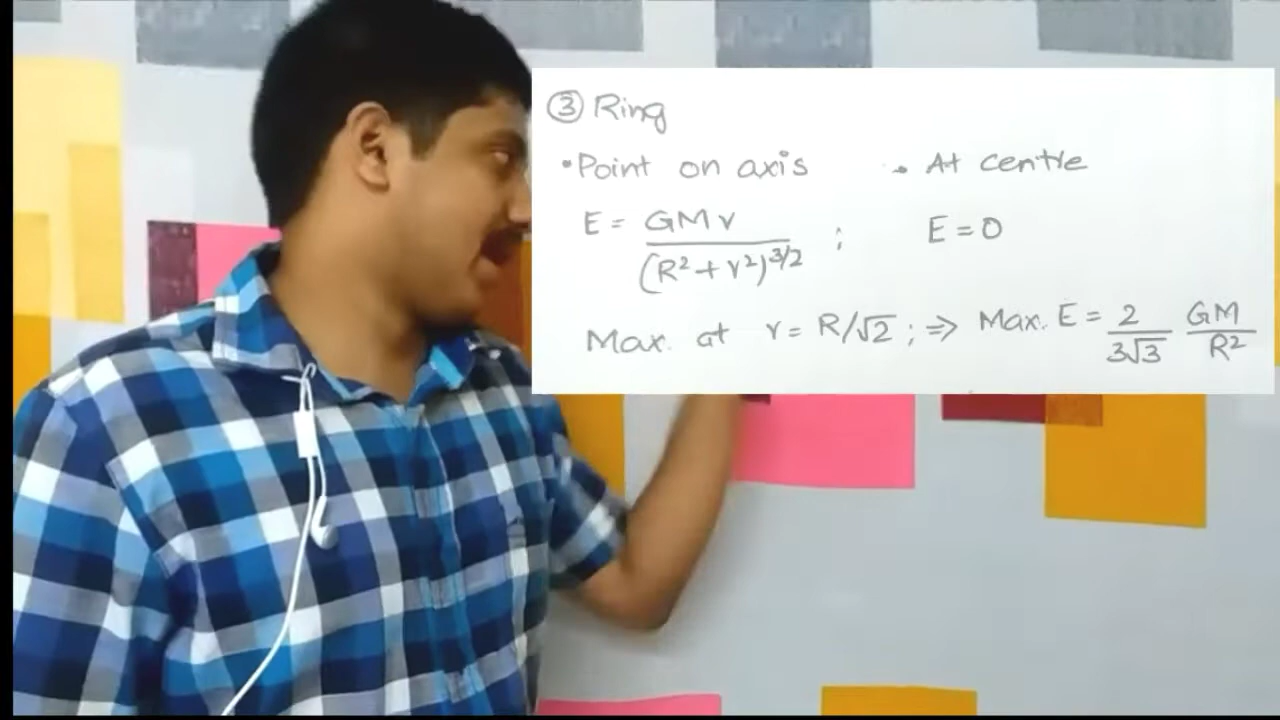 ③ Ring
• Point on axis • At centre
E = GMr / (R² + r²)^3/2 ; E = 0
Max. at r = R/√2 ; ⇒ Max. E = 2/3√3 GM/R²